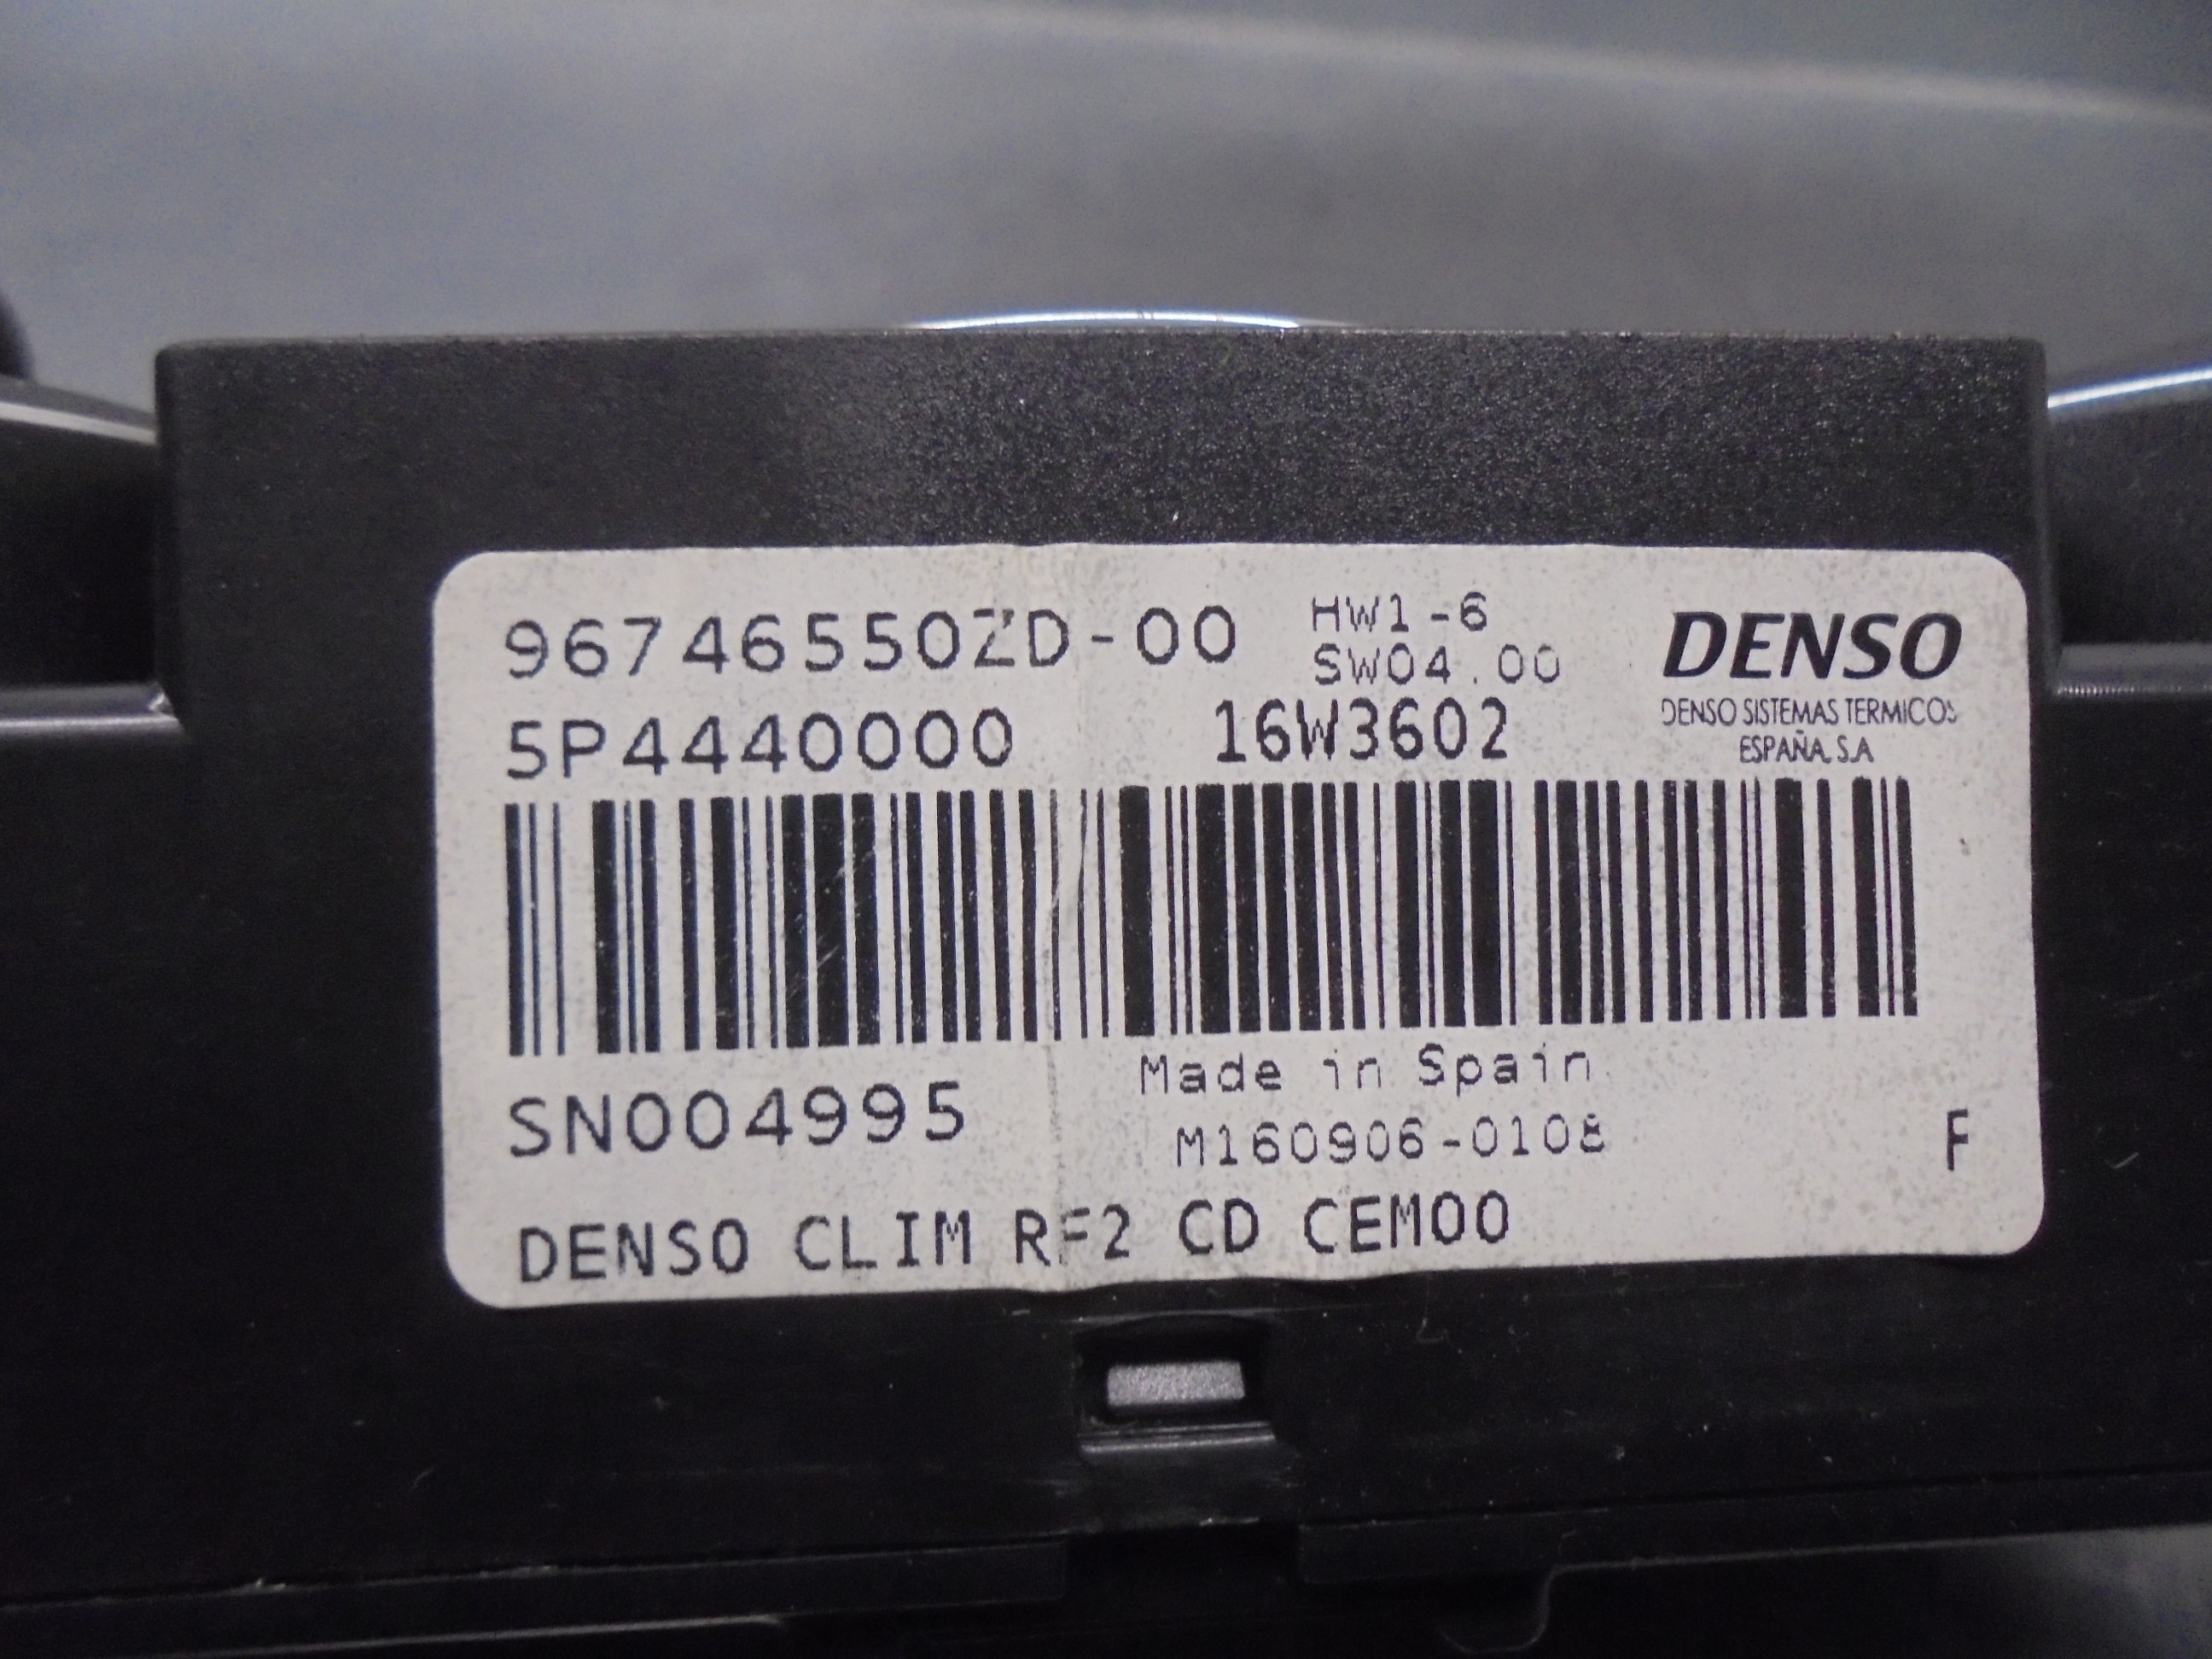 96746550ZD-00
HW1-6
SW04.00
DENSO
DENSO SISTEMAS TERMICOS
ESPAÑA, S.A
5P4440000
16W3602
SN004995
Made in Spain
M160906-0108
F
DENSO CLIM RF2 CD CEM00